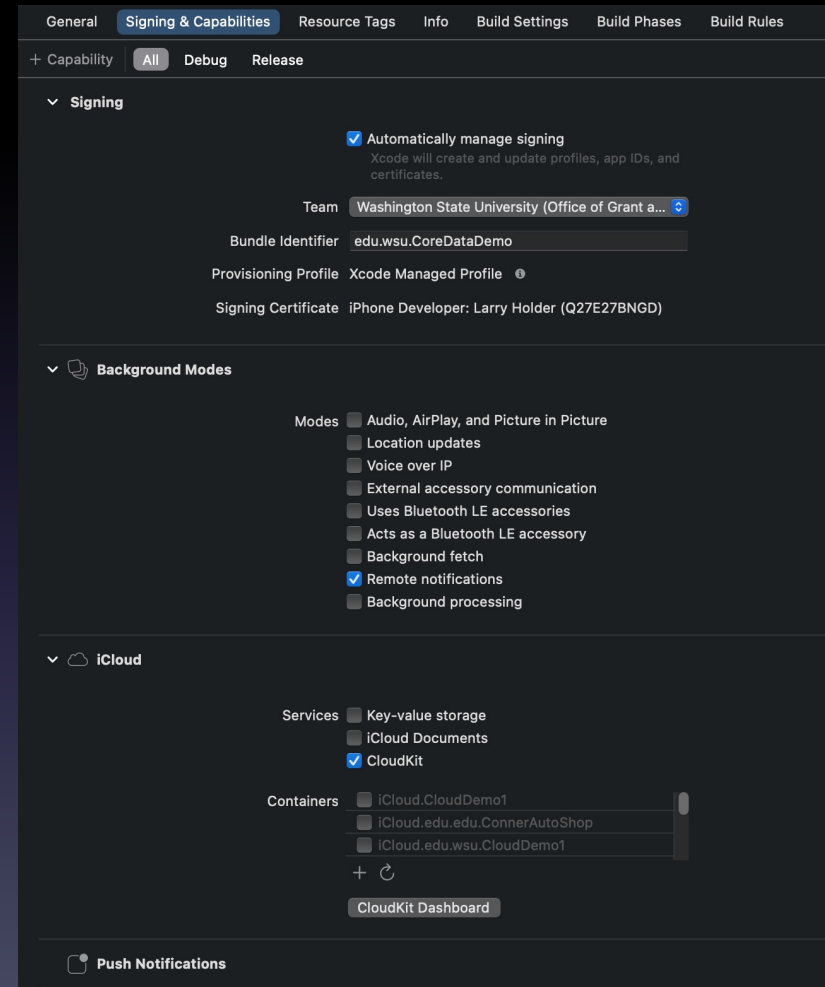 General Signing & Capabilities Resource Tags Info Build Settings Build Phases Build Rules
+ Capability All Debug Release
Signing
Automatically manage signing
Xcode will create and update profiles, app IDs, and
certificates.
Team Washington State University (Office of Grant a...
Bundle Identifier edu.wsu.CoreDataDemo
Provisioning Profile Xcode Managed Profile
Signing Certificate iPhone Developer: Larry Holder (Q27E27BNGD)
Background Modes
Modes Audio, AirPlay, and Picture in Picture
Location updates
Voice over IP
External accessory communication
Uses Bluetooth LE accessories
Acts as a Bluetooth LE accessory
Background fetch
Remote notifications
Background processing
iCloud
Services Key-value storage
iCloud Documents
CloudKit
Containers iCloud.CloudDemo1
iCloud.edu.edu.ConnerAutoShop
iCloud.edu.wsu.CloudDemo1
+
CloudKit Dashboard
Push Notifications